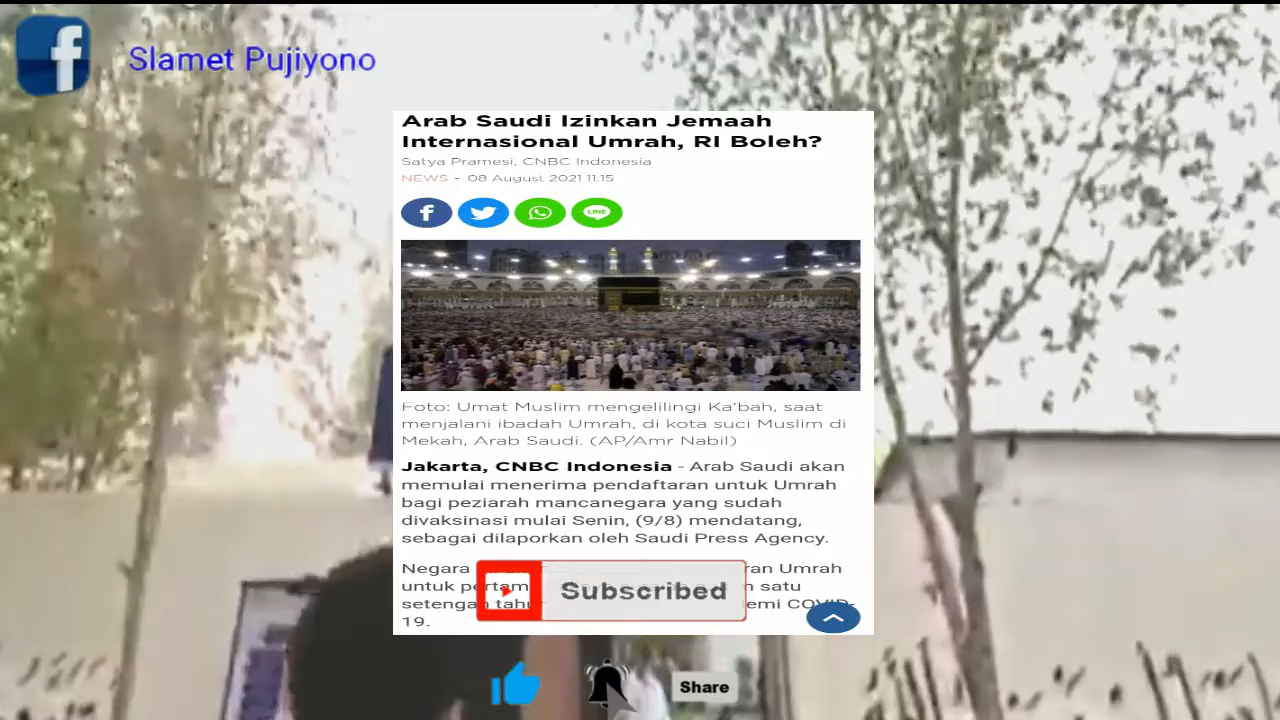 Slamet Pujiyono
Arab Saudi Izinkan Jemaah
Internasional Umrah, RI Boleh?
Satya Pramesi, CNBC Indonesia
NEWS - 08 August 2021 11:15
LINE
Foto: Umat Muslim mengelilingi Ka'bah, saat
menjalani ibadah Umrah, di kota suci Muslim di
Mekah, Arab Saudi. (AP/Amr Nabil)
Jakarta, CNBC Indonesia - Arab Saudi akan
memulai menerima pendaftaran untuk Umrah
bagi peziarah mancanegara yang sudah
divaksinasi mulai Senin, (9/8) mendatang,
sebagai dilaporkan oleh Saudi Press Agency.
Negara Umrah
untuk satu
setengah COVID-
19.
Subscribed
Share